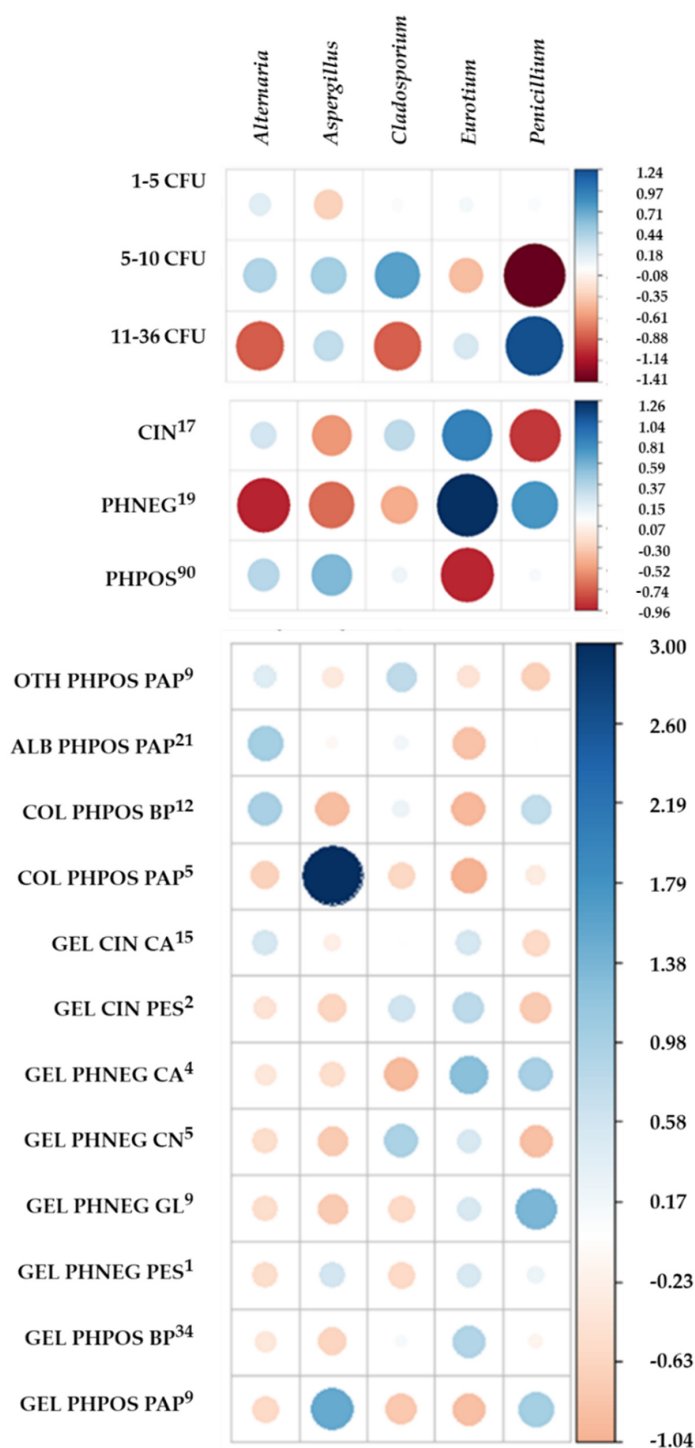 Alternaria
Aspergillus
Cladosporium
Eurotium
Penicillium
1-5 CFU
5-10 CFU
11-36 CFU
1.24
0.97
0.71
0.44
0.18
-0.08
-0.35
-0.61
-0.88
-1.14
-1.41
CIN17
PHNEG19
PHPOS90
1.26
1.04
0.81
0.59
0.37
0.15
0.07
-0.30
-0.52
-0.74
-0.96
OTH PHPOS PAP9
ALB PHPOS PAP21
COL PHPOS BP12
COL PHPOS PAP5
GEL CIN CA15
GEL CIN PES2
GEL PHNEG CA4
GEL PHNEG CN5
GEL PHNEG GL9
GEL PHNEG PES1
GEL PHPOS BP34
GEL PHPOS PAP9
3.00
2.60
2.19
1.79
1.38
0.98
0.58
0.17
-0.23
-0.63
-1.04